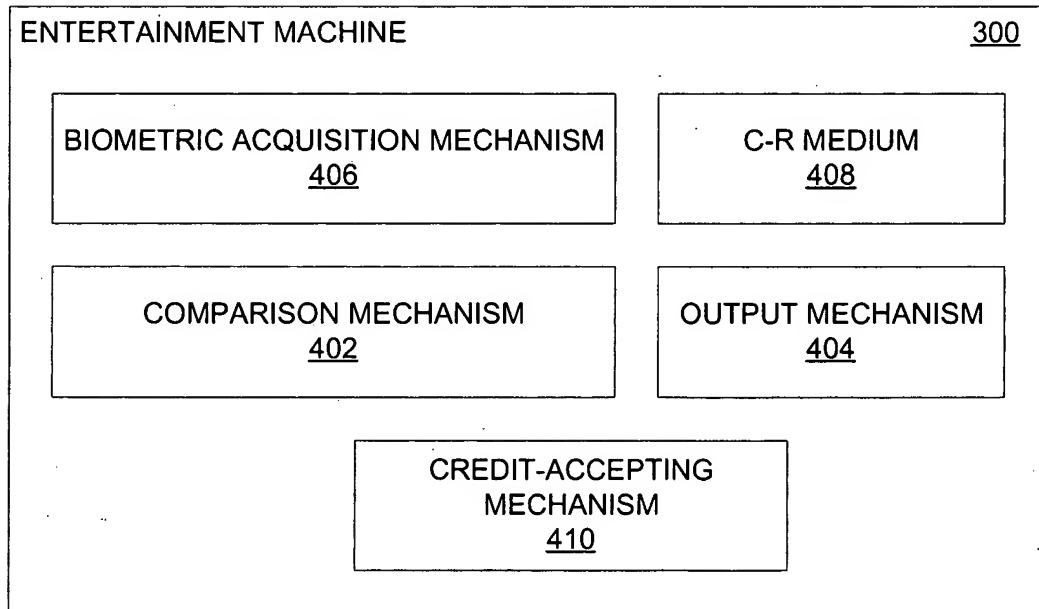 ENTERTAINMENT MACHINE 300
BIOMETRIC ACQUISITION MECHANISM
406
C-R MEDIUM
408
COMPARISON MECHANISM
402
OUTPUT MECHANISM
404
CREDIT-ACCEPTING
MECHANISM
410